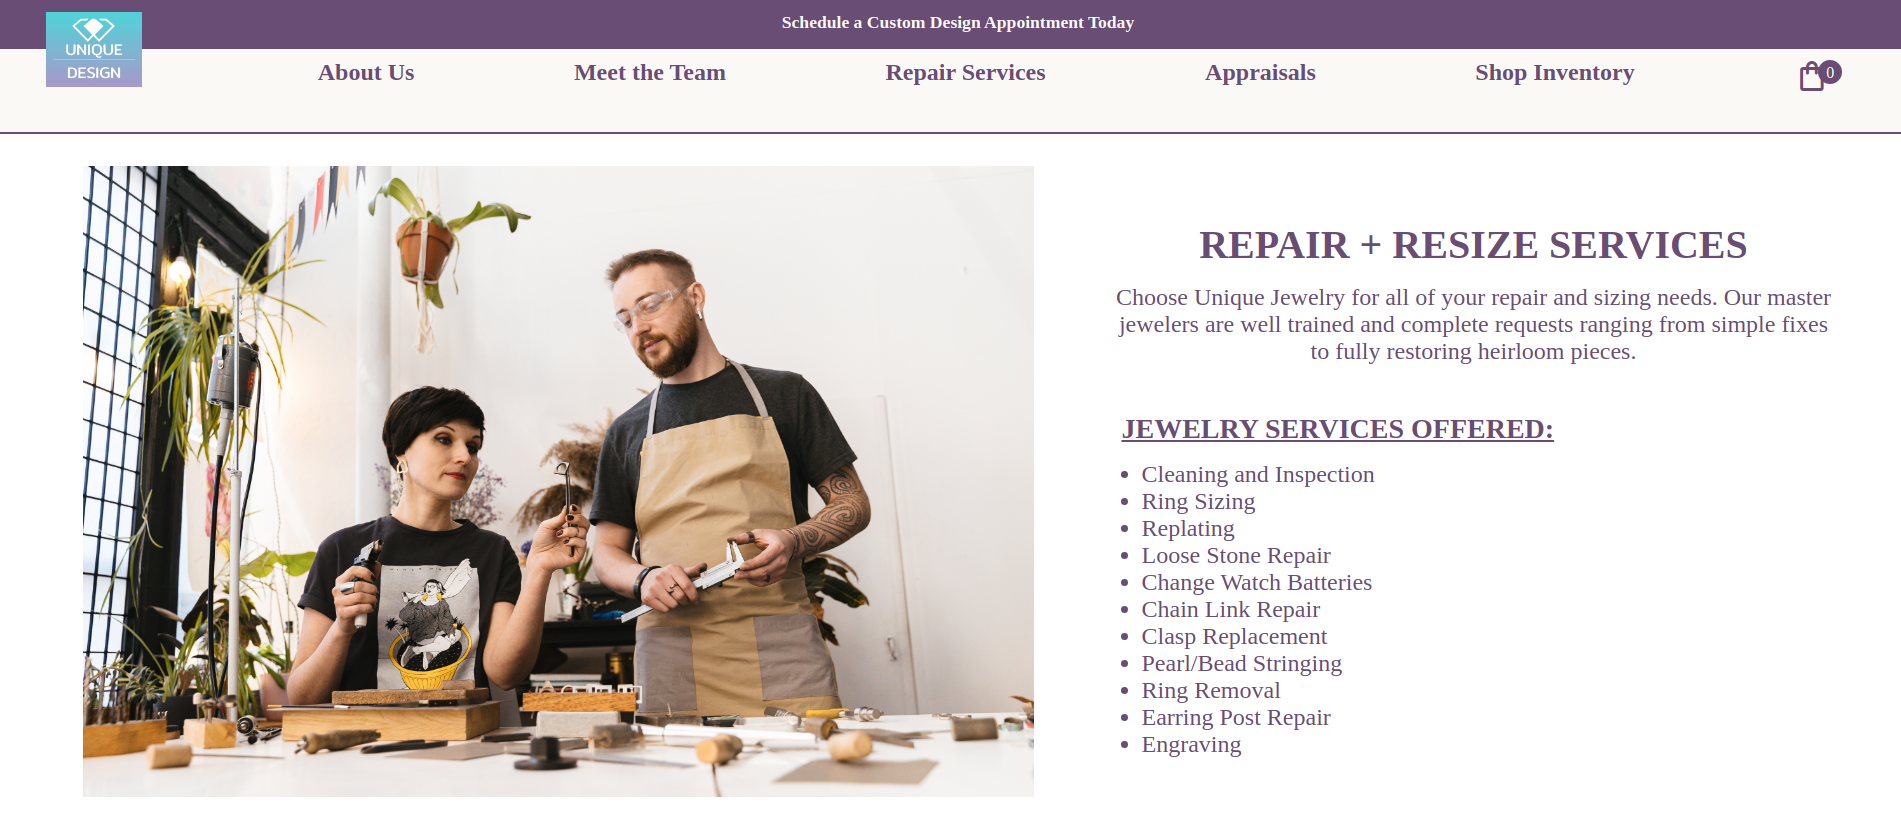 Schedule a Custom Design Appointment Today
UNIQUE
DESIGN
About Us
Meet the Team
Repair Services
Appraisals
Shop Inventory
0
REPAIR + RESIZE SERVICES
Choose Unique Jewelry for all of your repair and sizing needs. Our master
jewelers are well trained and complete requests ranging from simple fixes
to fully restoring heirloom pieces.
JEWELRY SERVICES OFFERED:
Cleaning and Inspection
Ring Sizing
Replating
Loose Stone Repair
Change Watch Batteries
Chain Link Repair
Clasp Replacement
Pearl/Bead Stringing
Ring Removal
Earring Post Repair
Engraving